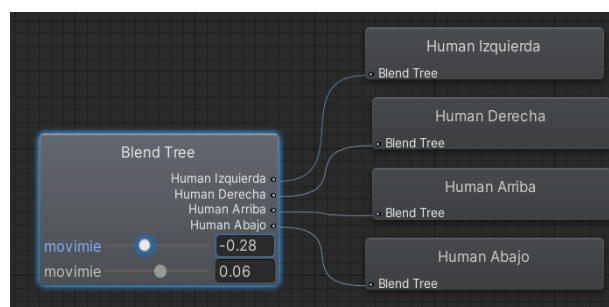 Blend Tree
Human Izquierda
Human Derecha
Human Arriba
Human Abajo
movimie
-0.28
movimie
0.06
Human Izquierda
Blend Tree
Human Derecha
Blend Tree
Human Arriba
Blend Tree
Human Abajo
Blend Tree